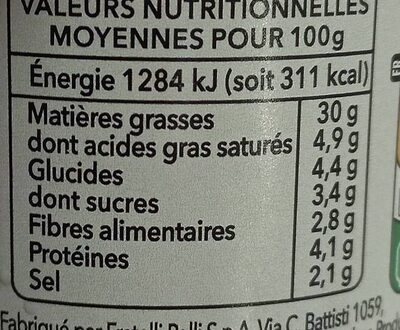 VALEURS NUTRITIONNELLES
MOYENNES POUR 100g
Énergie 1284 kJ (soit 311 kcal)
Matières grasses 30 g
dont acides gras saturés 4,9 g
Glucides 4,4 g
dont sucres 3,4 g
Fibres alimentaires 2,8 g
Protéines 4,1 g
Sel 2,1 g
Fabriqué par Fratelli Polli S.p.A. Via C. Battisti 1059,